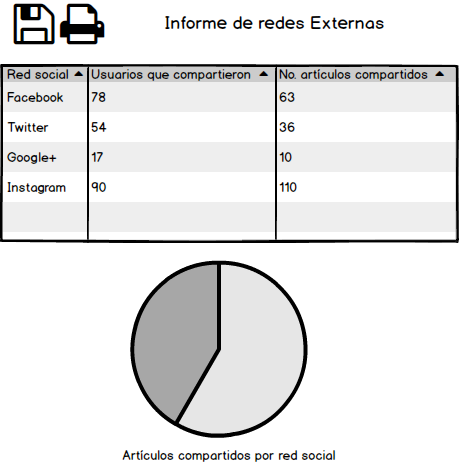 Informe de redes Externas
Red social Usuarios que compartieron No. artículos compartidos
Facebook 78 63
Twitter 54 36
Google+ 17 10
Instagram 90 110
Artículos compartidos por red social